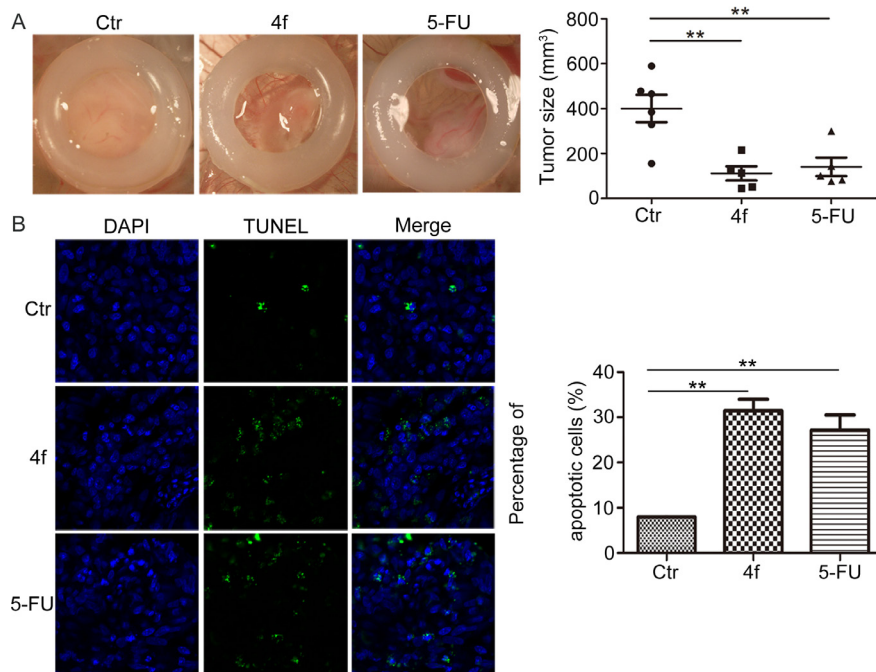 A
Ctr 4f 5-FU
Tumor size (mm³)
800
600
400
200
0
** 
**
Ctr 4f 5-FU
B
DAPI TUNEL Merge
Ctr
4f
5-FU
Percentage of
apoptotic cells (%)
40
30
20
10
0
**
**
Ctr 4f 5-FU